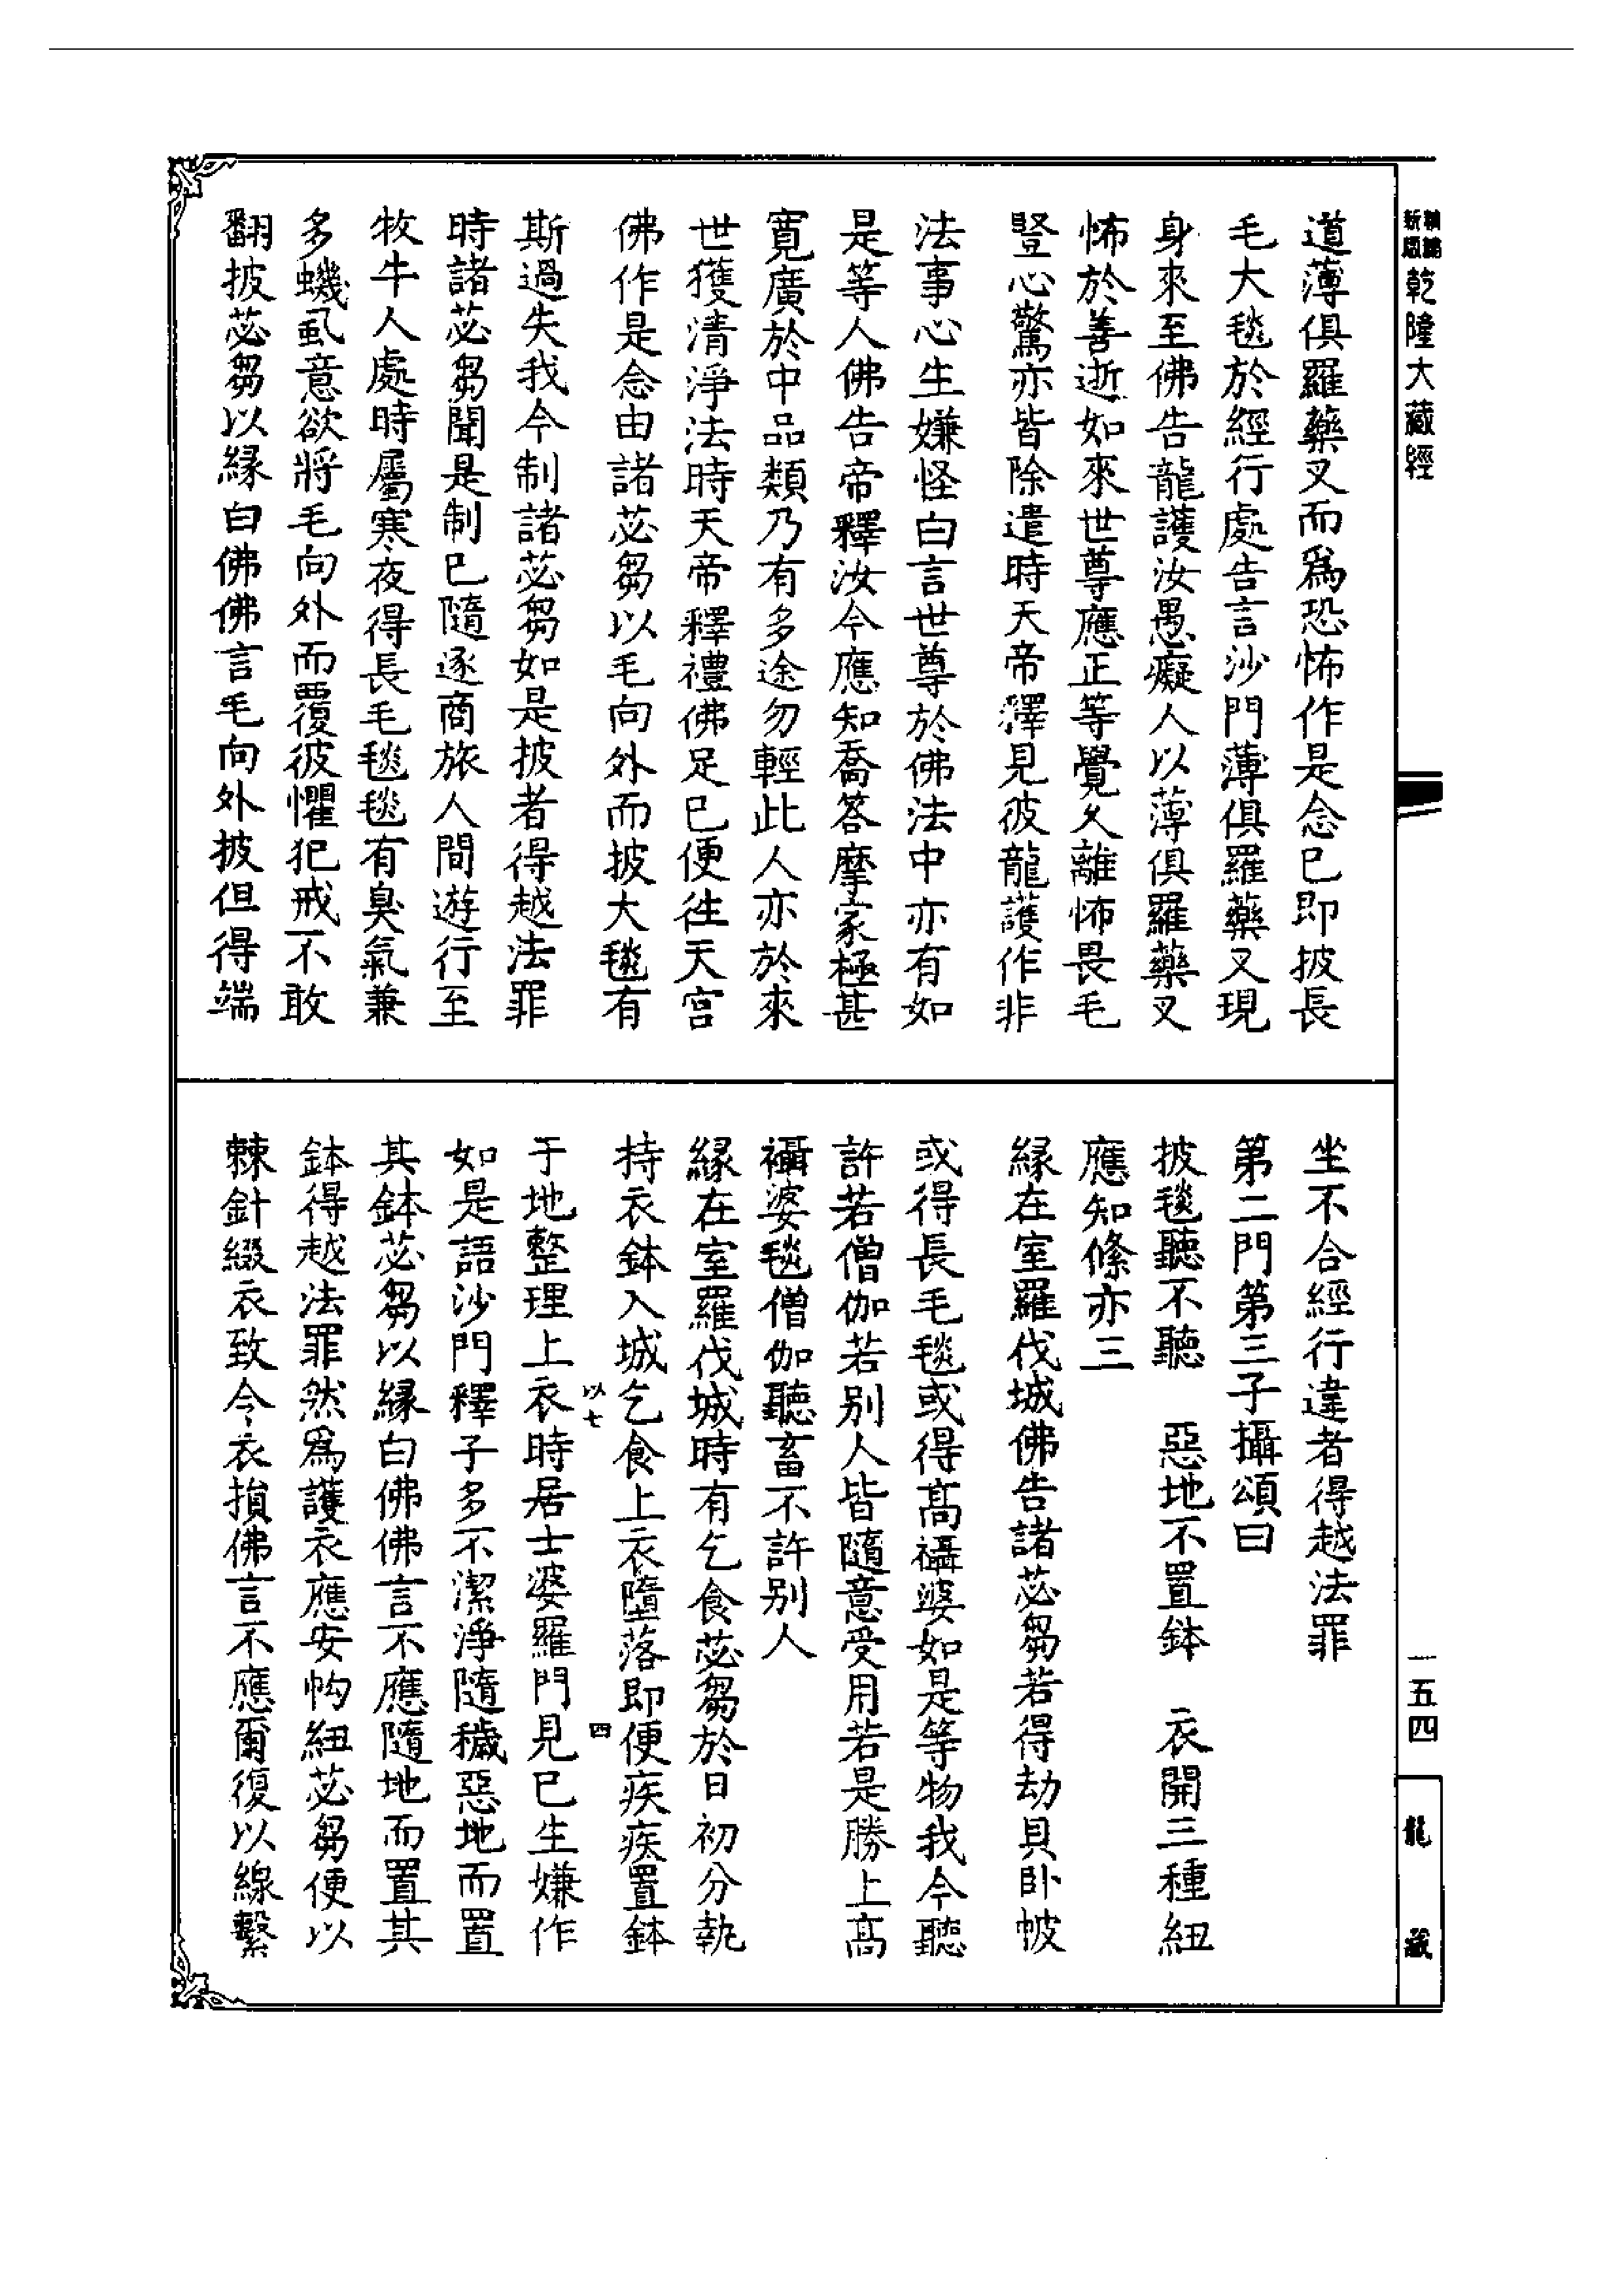 新編縮願乾隆大藏經
道薄俱羅藥叉而為恐怖作是念已即披長
毛大毯於經行處告言沙門薄俱羅藥叉現
身來至佛告龍護汝愚癡人以薄俱羅藥叉
怖於善逝如來世尊應正等覺久離怖畏毛
豎心驚亦皆除遣時天帝釋見彼龍護作非
法事心生嫌怪白言世尊於佛法中亦有如
是等人佛告帝釋汝今應知喬答摩家極甚
寬廣於中品類乃有多途勿輕此人亦於來
世獲清淨法時天帝釋禮佛足已便往天宮
佛作是念由諸苾芻以毛向外而披大毯有
斯過失我今制諸苾芻如是披者得越法罪
時諸苾芻聞是制已隨逐商旅人間遊行至
牧牛人處時屬寒夜得長毛毯毯有臭氣兼
多蟣虱意欲將毛向外而覆彼懼犯戒不敢
翻披苾芻以緣白佛佛言毛向外披但得端
坐不合經行違者得越法罪
第二門第三子攝頌曰
披毯聽不聽 惡地不置鉢 衣開三種紐
應知絛亦三
緣在室羅伐城佛告諸苾芻若得劫貝臥帔
或得長毛毯或得高襵婆如是等物我今聽
許若僧伽若別人皆隨意受用若是勝上高
襵婆毯僧伽聽畜不許別人
緣在室羅伐城時有乞食苾芻於日初分執
持衣鉢入城乞食上衣墮落即便疾疾置鉢
以七
四
于地整理上衣時居士婆羅門見已生嫌作
如是語沙門釋子多不潔淨隨穢惡地而置
其鉢苾芻以緣白佛佛言不應隨地而置其
鉢得越法罪然為護衣應安帉紐苾芻便以
棘針綴衣致令衣損佛言不應爾復以線繫
一五四
龍藏